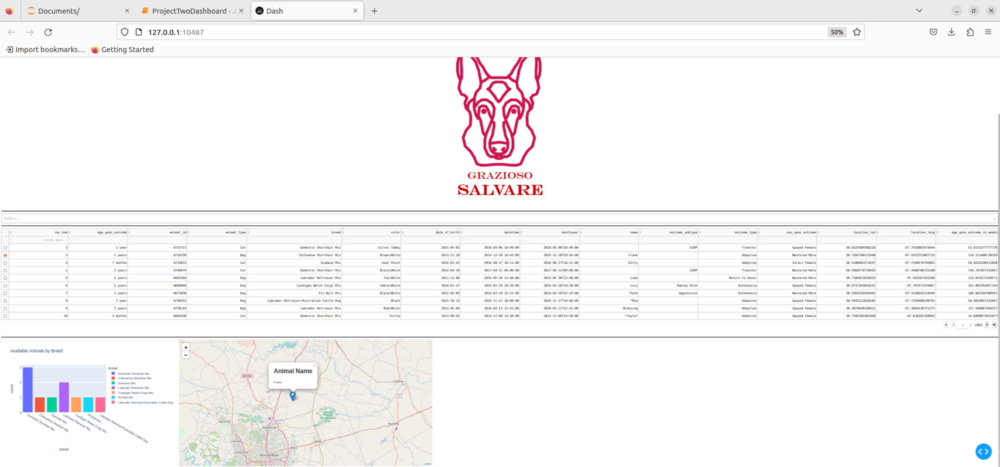 Documents/
ProjectTwoDashboard - J
Dash
127.0.0.1:10487
50%
Import bookmarks...
Getting Started
GRAZIOSO
SALVARE
Select...
rec_num age_upon_outcome animal_id animal_type breed color date_of_birth datetime monthyear name outcome_subtype outcome_type sex_upon_outcome location_lat location_long age_upon_outcome_in_weeks
filter data...
2 1 year A725717 Cat Domestic Shorthair Mix Silver Tabby 2015-05-02 2016-05-06 10:49:00 2016-05-06T10:49:00 SCRP Transfer Spayed Female 30.6525984560228 -97.7419963476444 52.9215277777778
3 2 years A716330 Dog Chihuahua Shorthair Mix Brown/White 2013-11-18 2015-12-28 18:43:00 2015-12-28T18:43:00 Frank Adoption Neutered Male 30.7595748121648 -97.5523753807133 110.111408730159
4 7 months A733653 Cat Siamese Mix Seal Point 2016-01-25 2016-08-27 18:11:00 2016-08-27T18:11:00 Kitty Adoption Intact Female 30.3188063374257 -97.7240376703891 30.8225198412698
1 3 years A746874 Cat Domestic Shorthair Mix Black/White 2014-04-10 2017-04-11 09:00:00 2017-04-11T09:00:00 SCRP Transfer Neutered Male 30.5066578739455 -97.3408780722188 156.767857142857
5 2 years A691584 Dog Labrador Retriever Mix Tan/White 2012-11-06 2015-05-30 13:48:00 2015-05-30T13:48:00 Luke Return to Owner Neutered Male 30.7104815618433 -97.562297435286 133.653571428571
6 5 years A696004 Dog Cardigan Welsh Corgi Mix Sable/White 2010-01-27 2015-01-28 10:39:00 2015-01-28T10:39:00 Lucy Rabies Risk Euthanasia Spayed Female 30.6737365854231 -97.707971529467 261.063392857143
7 2 years A673830 Dog Pit Bull Mix Black/White 2012-03-03 2014-03-19 15:15:00 2014-03-19T15:15:00 *Seth Aggressive Euthanasia Neutered Male 30.2954256583441 -97.3136642110436 106.662202380952
8 1 year A736551 Dog Labrador Retriever/Australian Cattle Dog Black 2015-10-12 2016-11-27 18:00:00 2016-11-27T18:00:00 *Mia Adoption Spayed Female 30.4443212820182 -97.7326980338793 58.9642857142857
9 3 years A720214 Dog Labrador Retriever Mix Red/White 2013-02-04 2016-02-11 12:41:00 2016-02-11T12:41:00 Blessing Adoption Spayed Female 30.3870648199411 -97.3684339731375 157.504067460317
10 3 months A664290 Cat Domestic Shorthair Mix Tortie 2013-09-01 2013-12-08 14:58:00 2013-12-08T14:58:00 *Taylor Adoption Spayed Female 30.7583105481048 -97.618292198845 14.0890873015873
« ‹ 1 / 1002 › »
Available Animals by Breed
count
3
2
1
0
breed
Domestic Shorthair Mix
Chihuahua Shorthair Mix
Siamese Mix
Labrador Retriever Mix
Cardigan Welsh Corgi Mix
Pit Bull Mix
Labrador Retriever/Australian Cattle Dog
Domestic Shorthair Mix
Chihuahua Shorthair Mix
Siamese Mix
Labrador Retriever Mix
Cardigan Welsh Corgi Mix
Pit Bull Mix
Labrador Retriever/Australian Cattle Dog
breed
+
−
Animal Name
Frank
SH 195
Cameron
Milam
County
Granger
Wildlife
Management
Area
Liberty Hill
Georgetown
Rockdale
Leander
Taylor
Hutto
Cedar Park
Round Rock
Leaflet